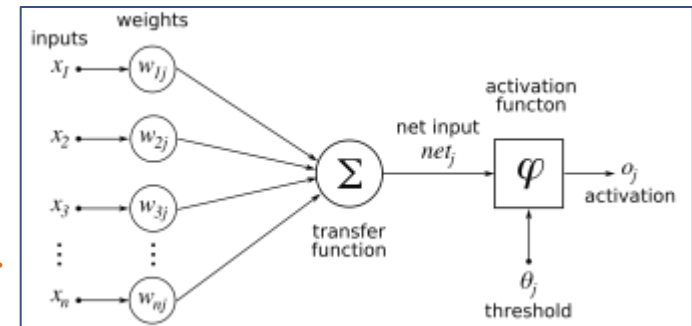 weights
inputs
x1 w1j
activation
functon
x2 w2j
net input
netj
Σ
φ
oj
activation
x3 w3j
transfer
function
⋮ ⋮
θj
threshold
xn wnj